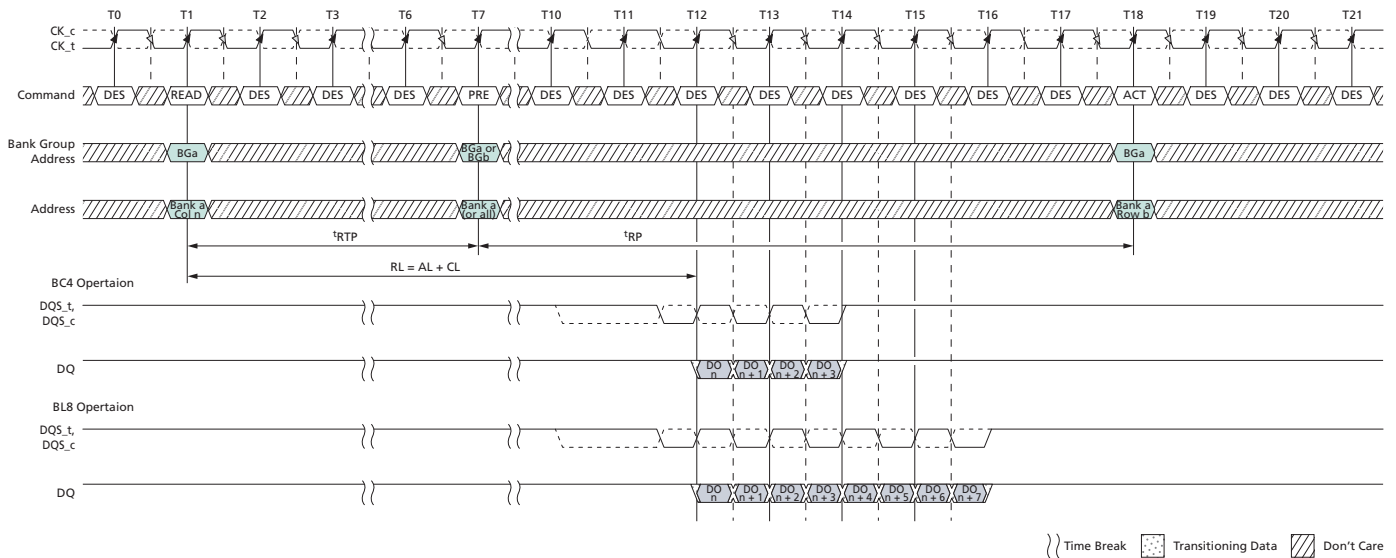 T0 T1 T2 T3 T6 T7 T10 T11 T12 T13 T14 T15 T16 T17 T18 T19 T20 T21
CK_c
CK_t
Command DES READ DES DES DES PRE DES DES DES DES DES DES DES DES ACT DES DES DES
Bank Group
Address
BGa
BGa or
BGb
BGa
Address
Bank a
Col n
Bank a
(or all)
Bank a
Row b
tRTP tRP
RL = AL + CL
BC4 Opertaion
DQS_t,
DQS_c
DQ
DO
n
DO
n + 1
DO
n + 2
DO
n + 3
BL8 Opertaion
DQS_t,
DQS_c
DQ
DO
n
DO
n + 1
DO
n + 2
DO
n + 3
DO
n + 4
DO
n + 5
DO
n + 6
DO
n + 7
Time Break Transitioning Data Don't Care